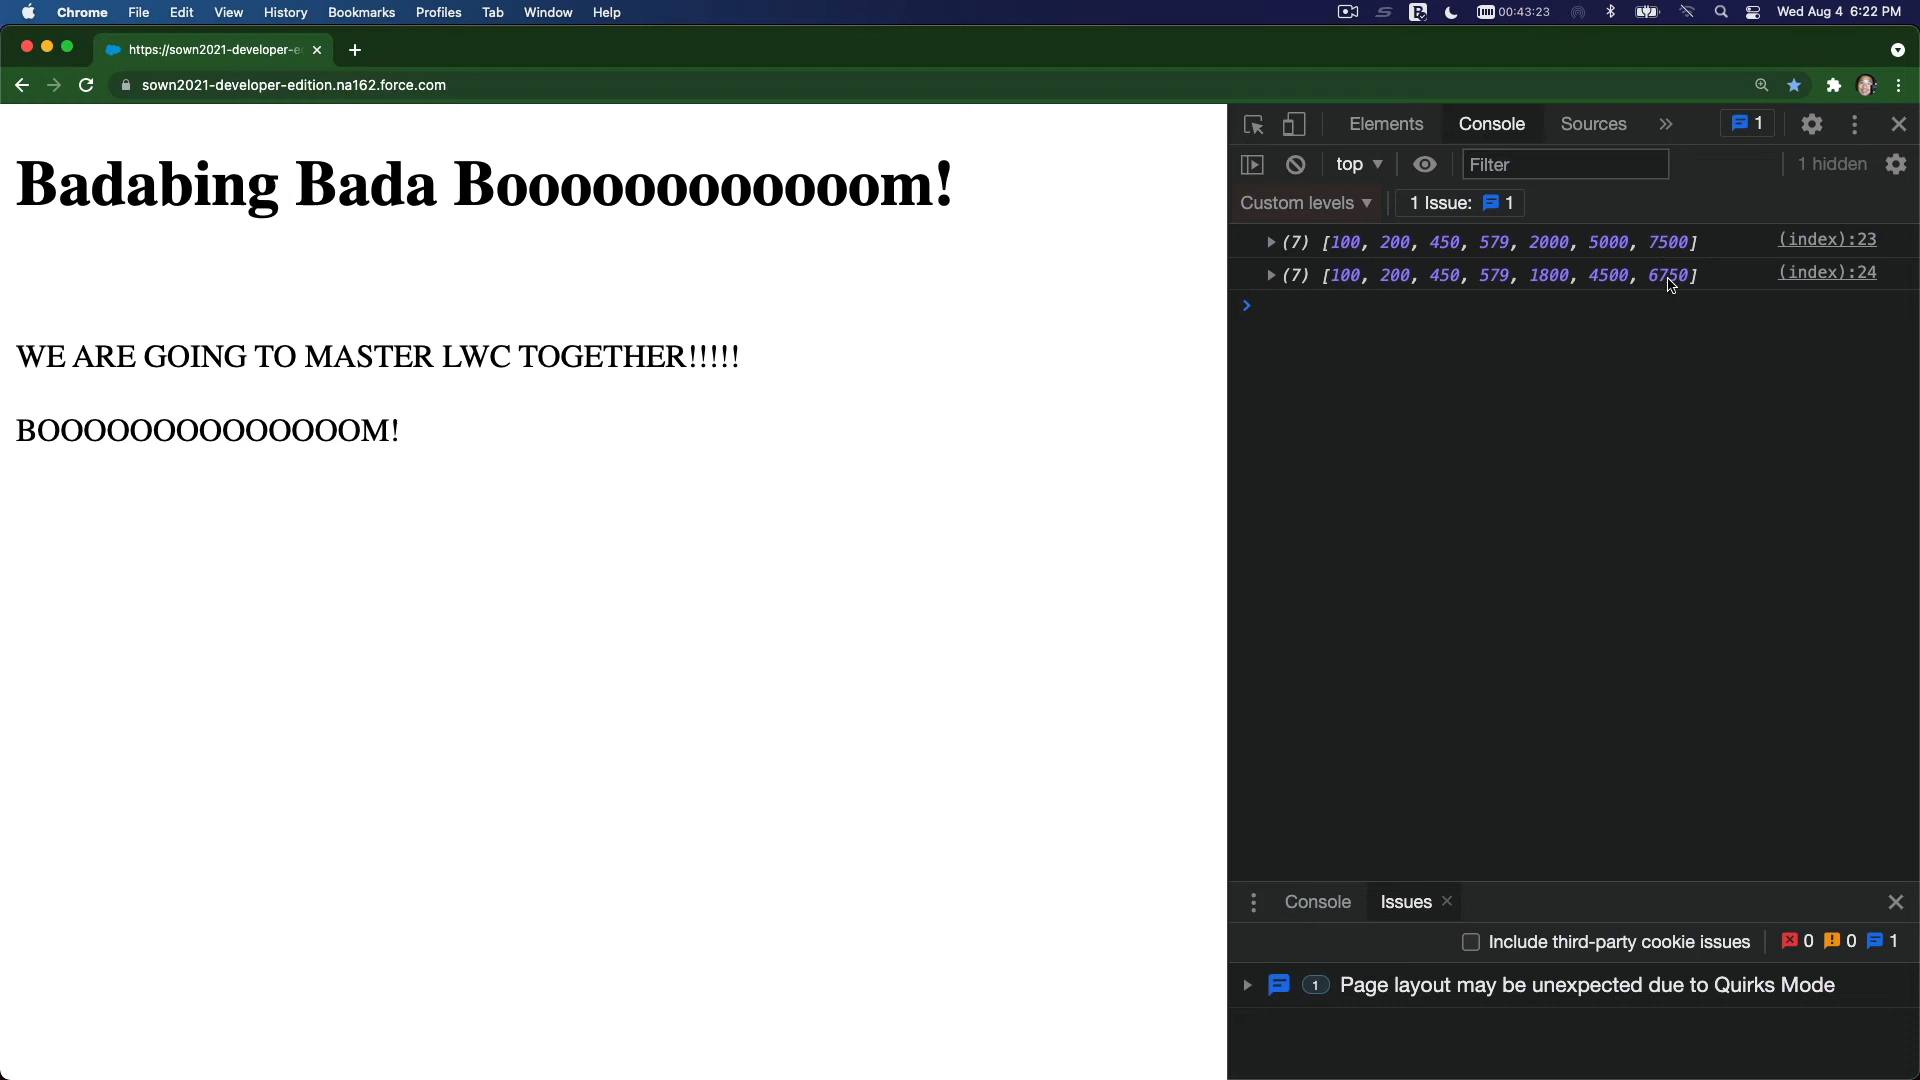 Chrome File Edit View History Bookmarks Profiles Tab Window Help 00:43:23 Wed Aug 4 6:22 PM
https://sown2021-developer-e
sown2021-developer-edition.na162.force.com
Elements Console Sources » 1
top Filter 1 hidden
Custom levels 1 Issue: 1
Badabing Bada Boooooooooooom!
(7) [100, 200, 450, 579, 2000, 5000, 7500] (index):23
(7) [100, 200, 450, 579, 1800, 4500, 6750] (index):24
WE ARE GOING TO MASTER LWC TOGETHER!!!!!
BOOOOOOOOOOOOOOM!
Console Issues
Include third-party cookie issues 0 0 1
1 Page layout may be unexpected due to Quirks Mode